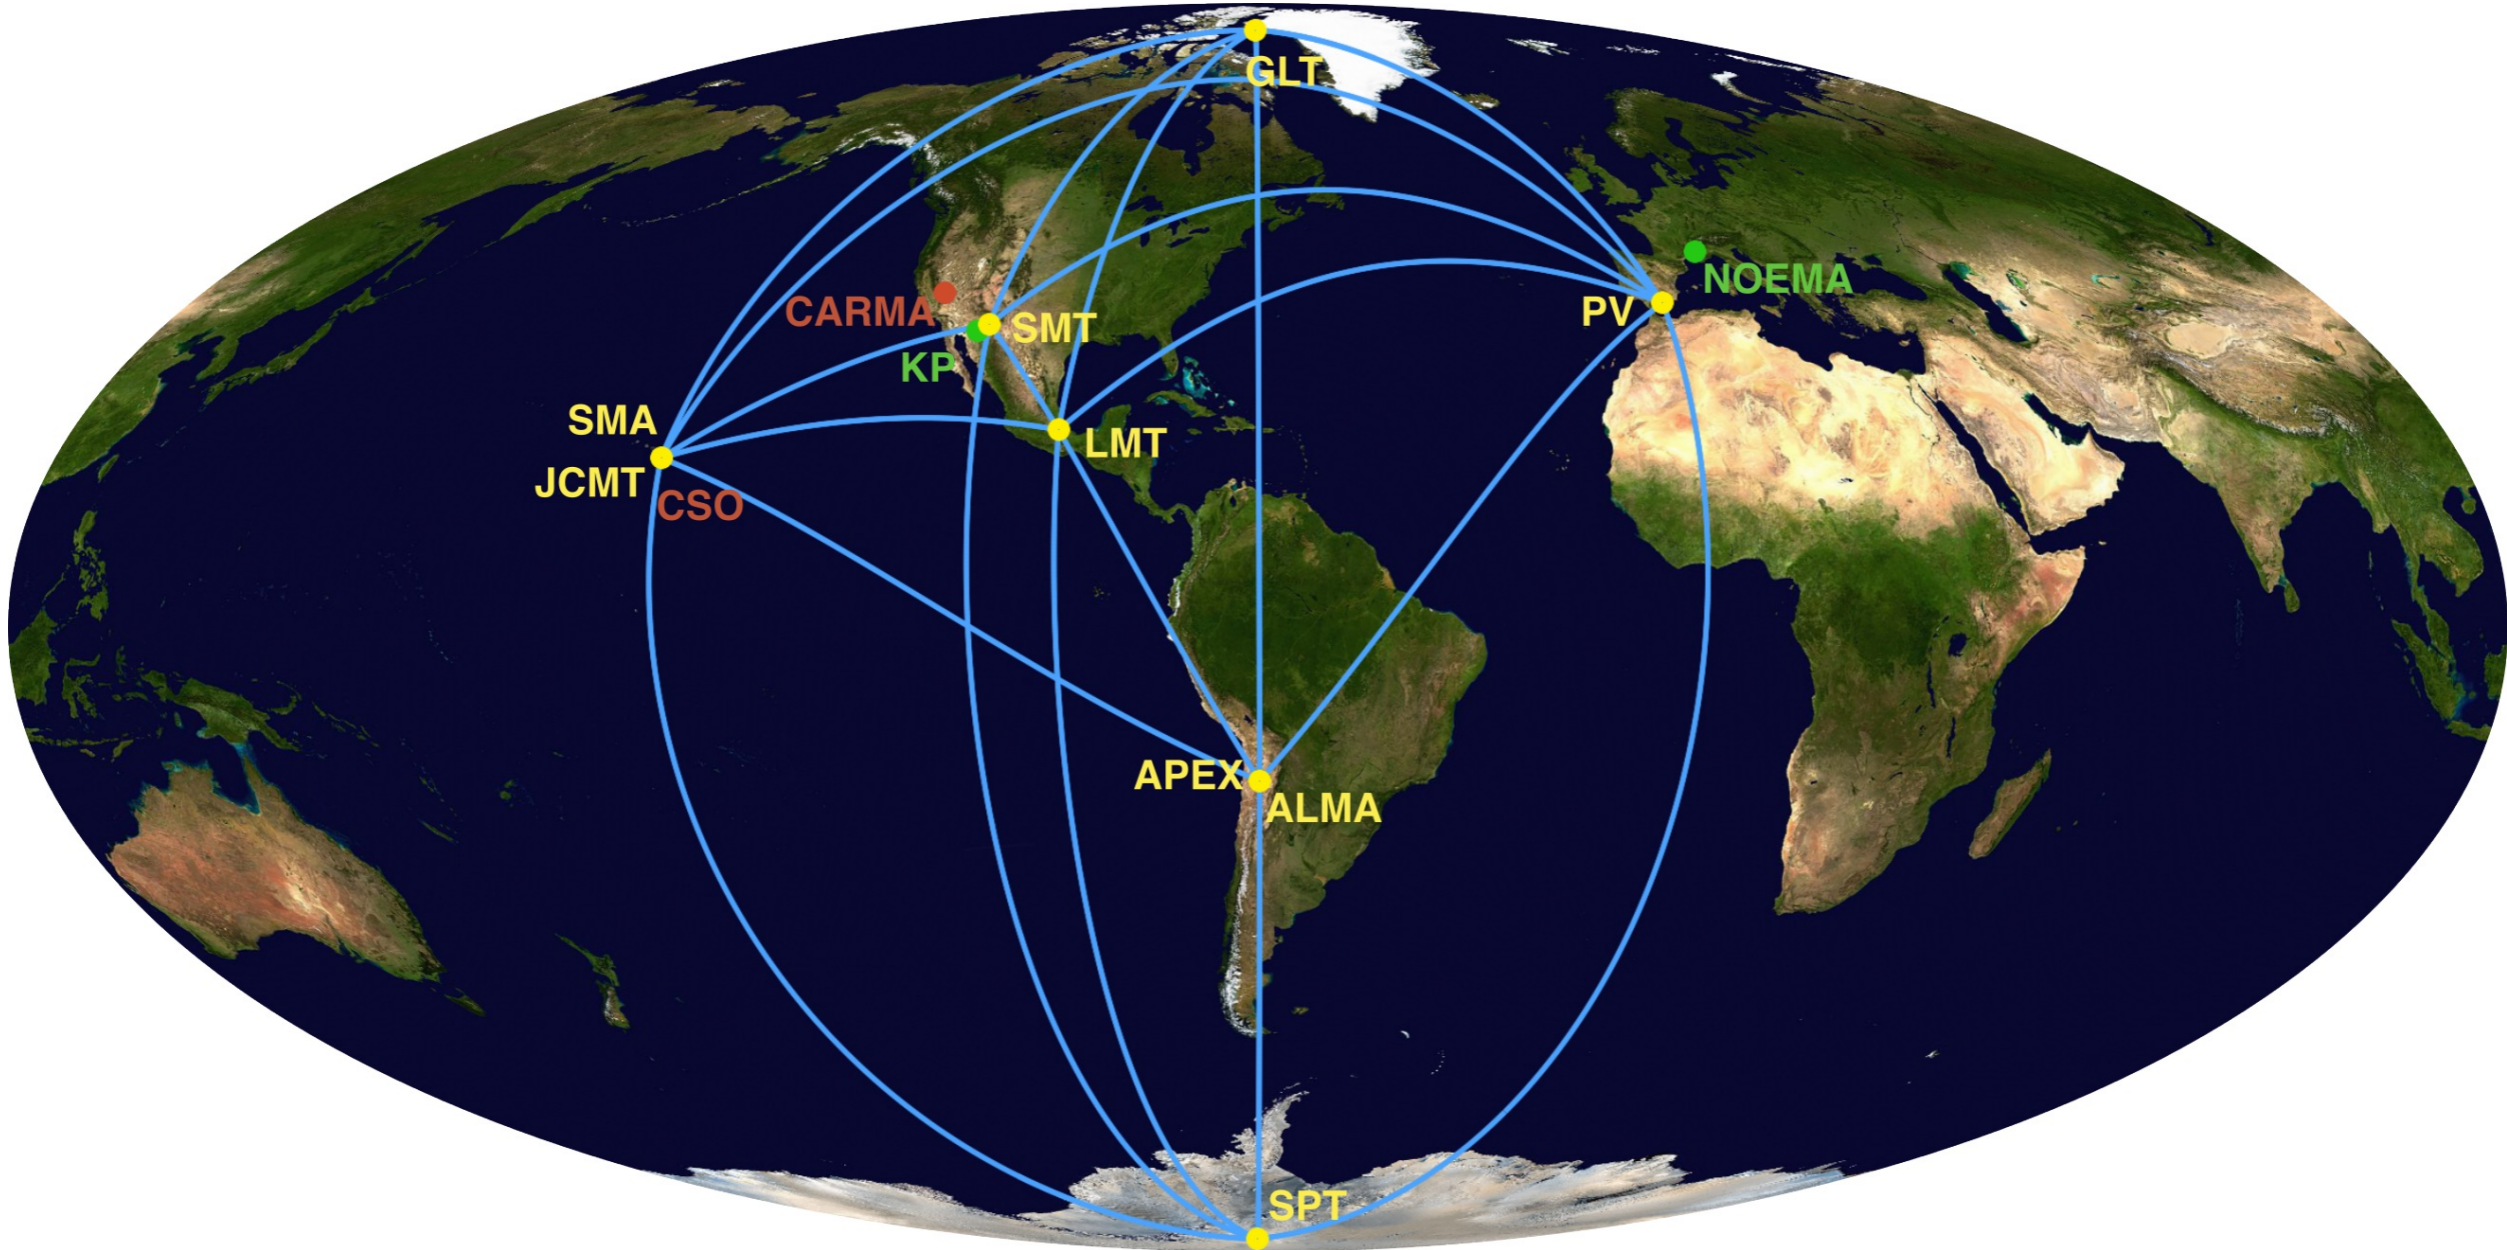 GLT
NOEMA
CARMA
PV
SMT
KP
SMA
LMT
JCMT
CSO
APEX
ALMA
SPT